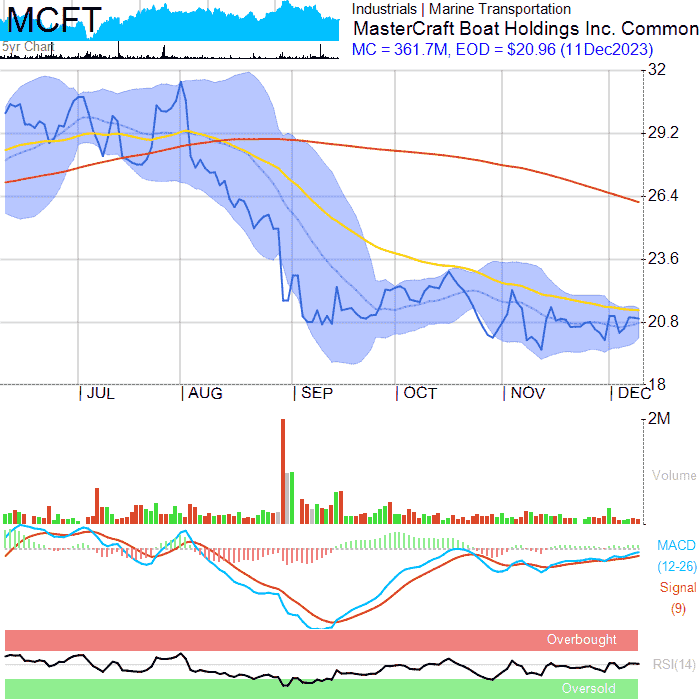 MCFT
5yr Chart
Industrials | Marine Transportation
MasterCraft Boat Holdings Inc. Common
MC = 361.7M, EOD = $20.96 (11Dec2023)
32
29.2
26.4
23.6
20.8
18
JUL AUG SEP OCT NOV DEC
2M
Volume
MACD
(12-26)
Signal
(9)
Overbought
RSI(14)
Oversold